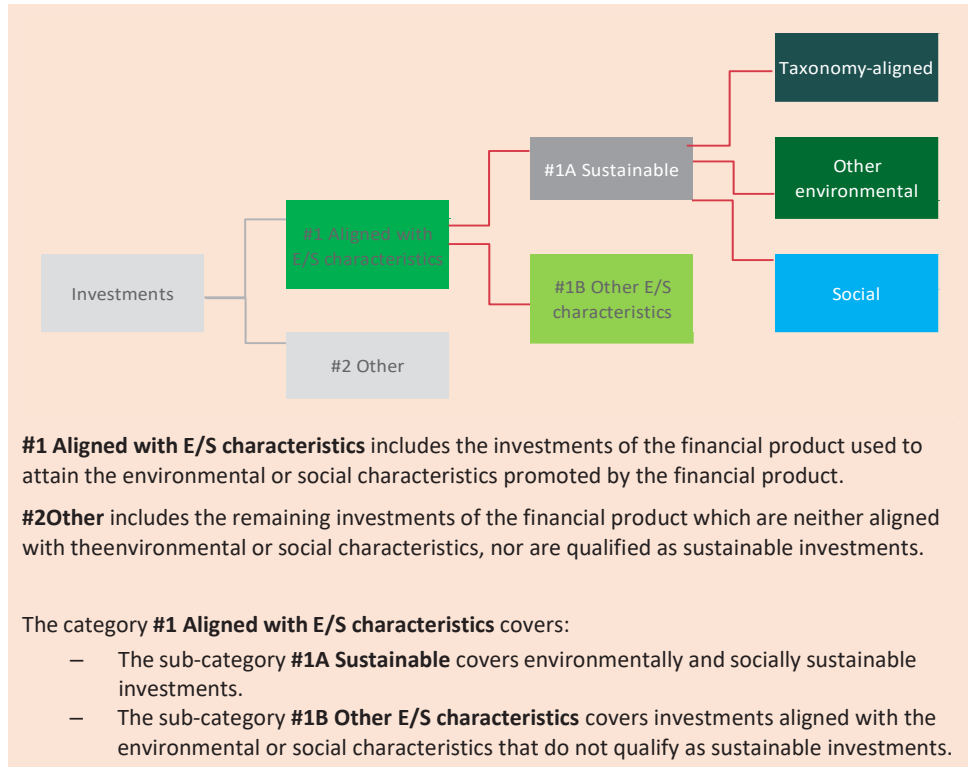 Taxonomy-aligned
#1A Sustainable
Other
environmental
#1 Aligned with
E/S characteristics
Investments
#1B Other E/S
characteristics
Social
#2 Other
#1 Aligned with E/S characteristics includes the investments of the financial product used to
attain the environmental or social characteristics promoted by the financial product.
#2Other includes the remaining investments of the financial product which are neither aligned
with theenvironmental or social characteristics, nor are qualified as sustainable investments.
The category #1 Aligned with E/S characteristics covers:
– The sub-category #1A Sustainable covers environmentally and socially sustainable
investments.
– The sub-category #1B Other E/S characteristics covers investments aligned with the
environmental or social characteristics that do not qualify as sustainable investments.